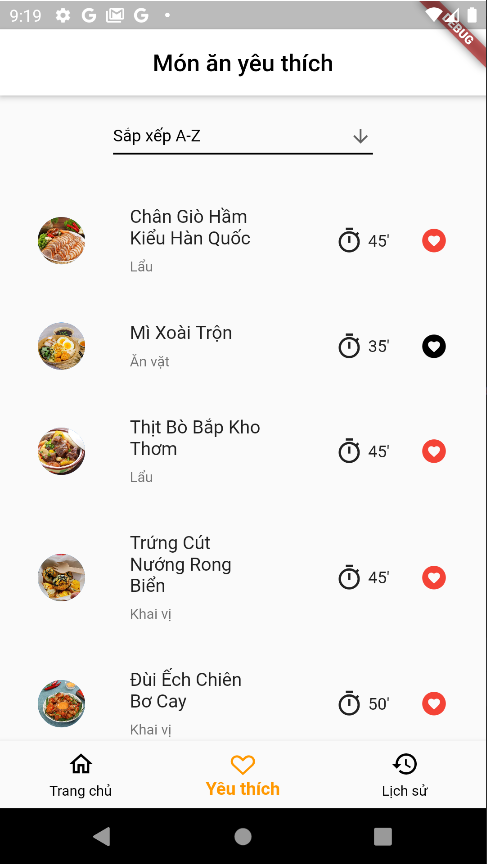 9:19
DEBUG
Món ăn yêu thích
Sắp xếp A-Z
Chân Giò Hầm
Kiểu Hàn Quốc
Lẩu
45'
Mì Xoài Trộn
Ăn vặt
35'
Thịt Bò Bắp Kho
Thơm
Lẩu
45'
Trứng Cút
Nướng Rong
Biển
Khai vị
45'
Đùi Ếch Chiên
Bơ Cay
Khai vị
50'
Trang chủ
Yêu thích
Lịch sử